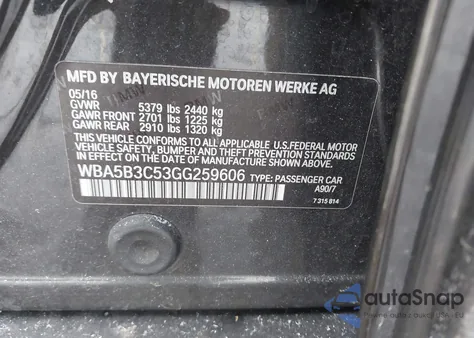 MFD BY BAYERISCHE MOTOREN WERKE AG
05/16
GVWR 5379 lbs 2440 kg
GAWR FRONT 2701 lbs 1225 kg
GAWR REAR 2910 lbs 1320 kg
THIS VEHICLE CONFORMS TO ALL APPLICABLE U.S.FEDERAL MOTOR
VEHICLE SAFETY, BUMPER AND THEFT PREVENTION STANDARDS
IN EFFECT ON THE DATE OF MANUFACTURE SHOWN ABOVE.
WBA5B3C53GG259606 TYPE: PASSENGER CAR
A90/7
7 315 814
autoSnap